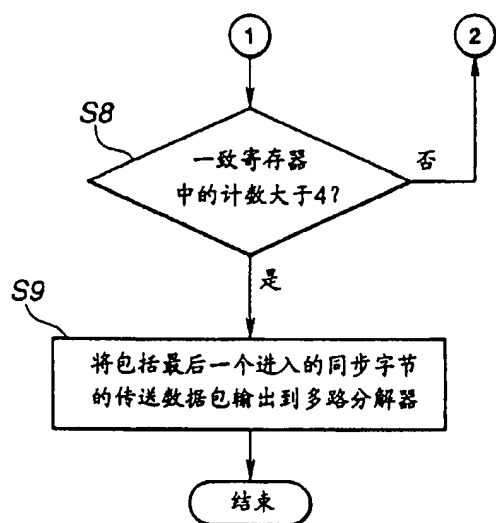 1
2
S8
一致寄存器
中的计数大于4?
否
是
S9
将包括最后一个进入的同步字节
的传送数据包输出到多路分解器
结束